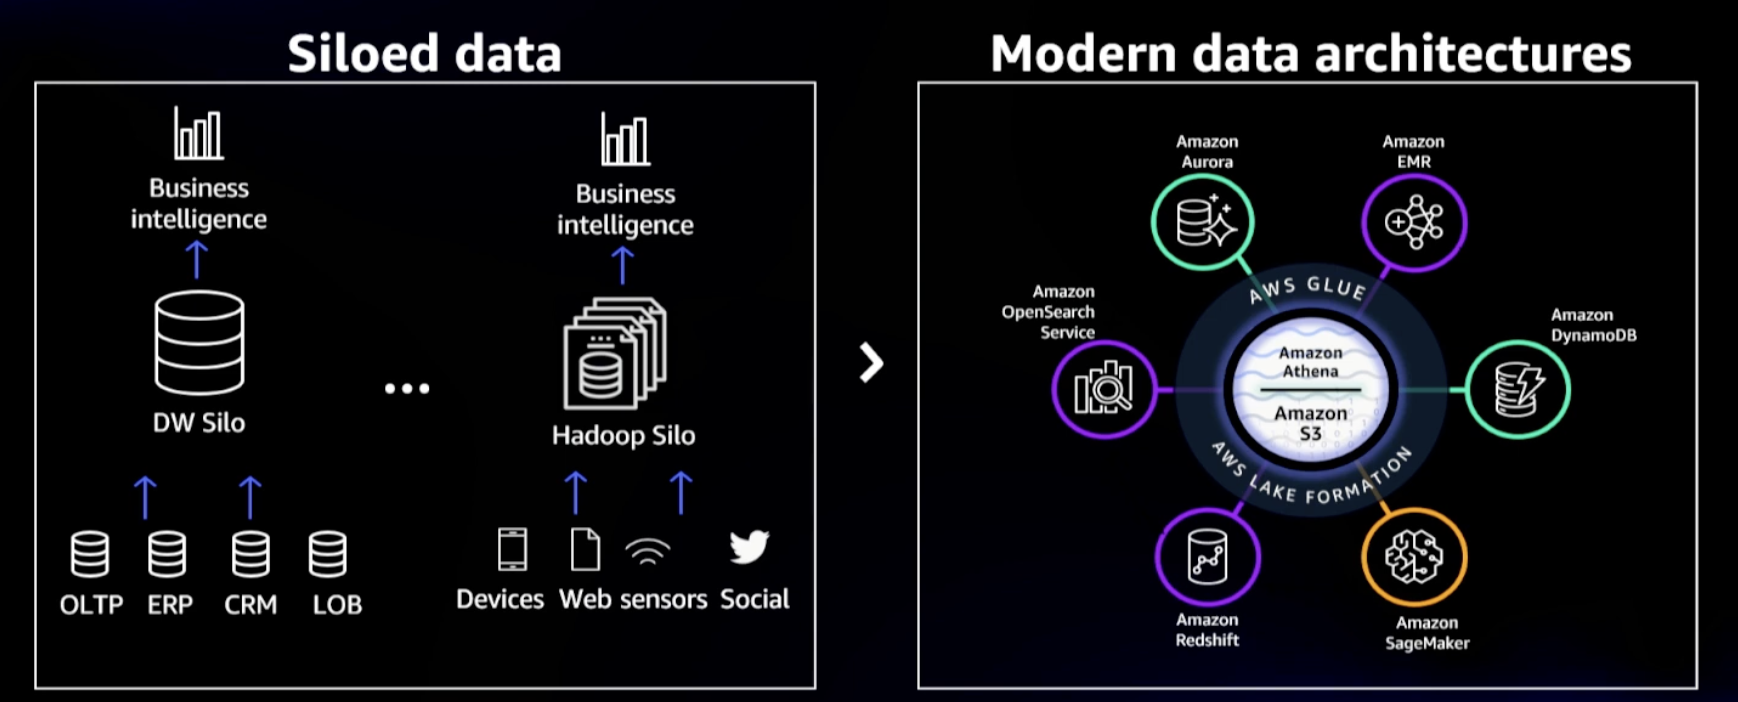 Siloed data
Business
intelligence
DW Silo
OLTP
ERP
CRM
LOB
...
Business
intelligence
Hadoop Silo
Devices
Web sensors
Social
Modern data architectures
Amazon
Aurora
Amazon
EMR
Amazon
OpenSearch
Service
Amazon
DynamoDB
AWS GLUE
Amazon
Athena
Amazon
S3
AWS LAKE FORMATION
Amazon
Redshift
Amazon
SageMaker